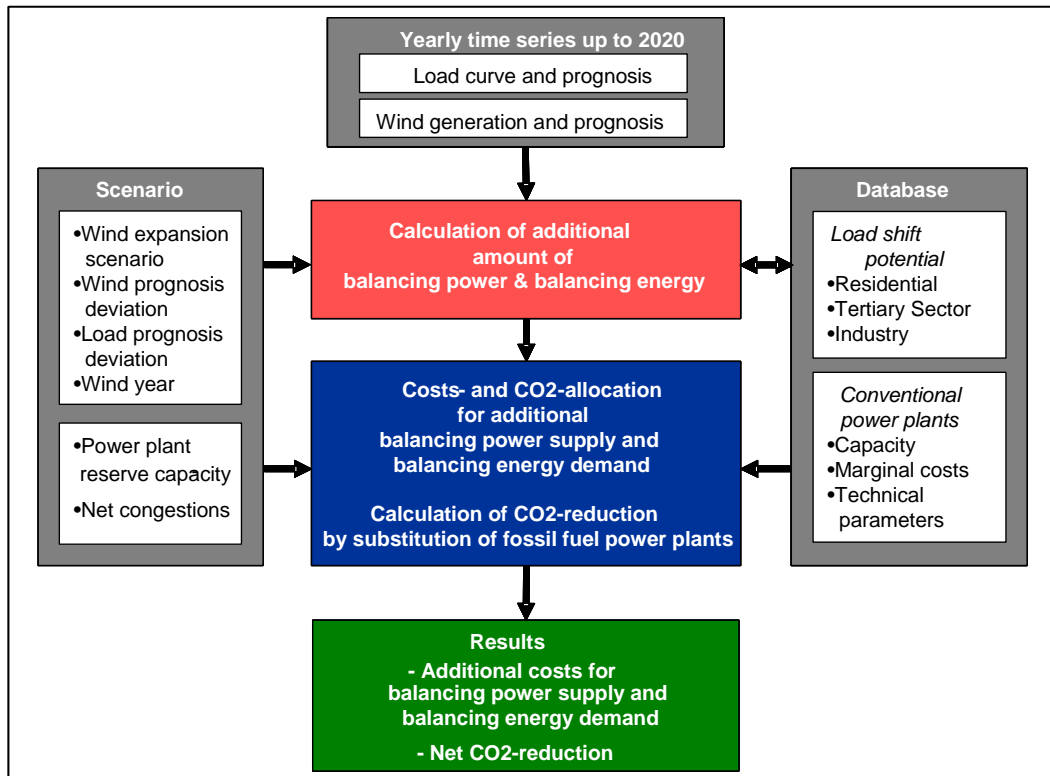 Yearly time series up to 2020
Load curve and prognosis
Wind generation and prognosis
Scenario
•Wind expansion
scenario
•Wind prognosis
deviation
•Load prognosis
deviation
•Wind year
•Power plant
reserve capacity
•Net congestions
Calculation of additional
amount of
balancing power & balancing energy
Costs- and CO2-allocation
for additional
balancing power supply and
balancing energy demand
Calculation of CO2-reduction
by substitution of fossil fuel power plants
Database
Load shift
potential
•Residential
•Tertiary Sector
•Industry
Conventional
power plants
•Capacity
•Marginal costs
•Technical
parameters
Results
- Additional costs for
balancing power supply and
balancing energy demand
- Net CO2-reduction